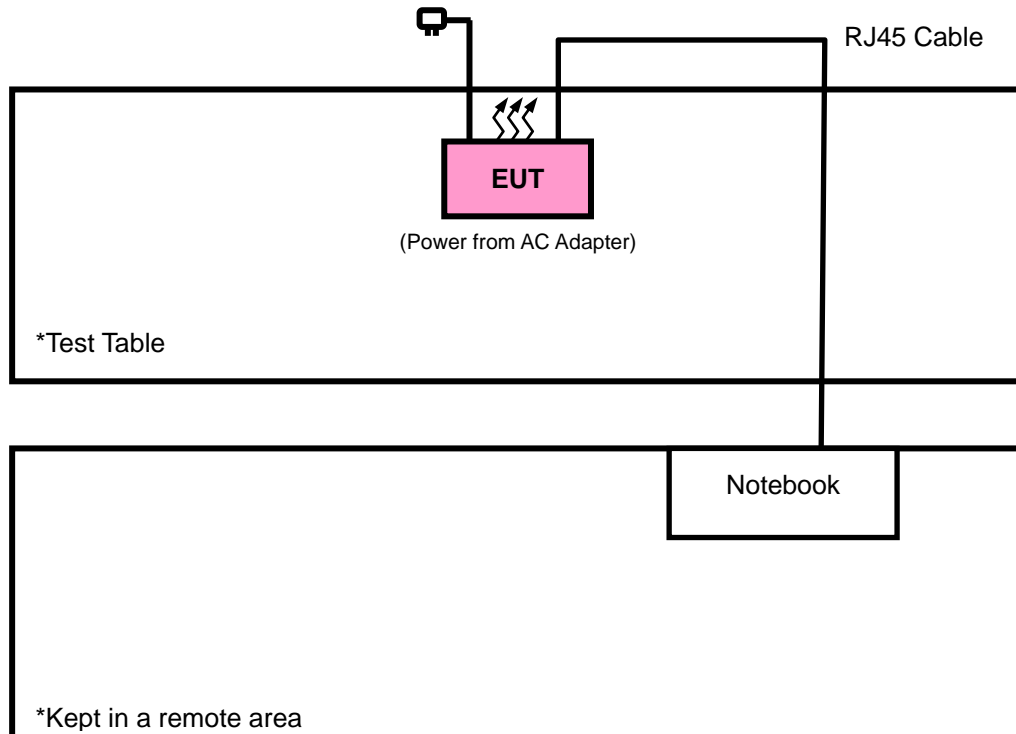 RJ45 Cable
EUT
(Power from AC Adapter)
*Test Table
Notebook
*Kept in a remote area